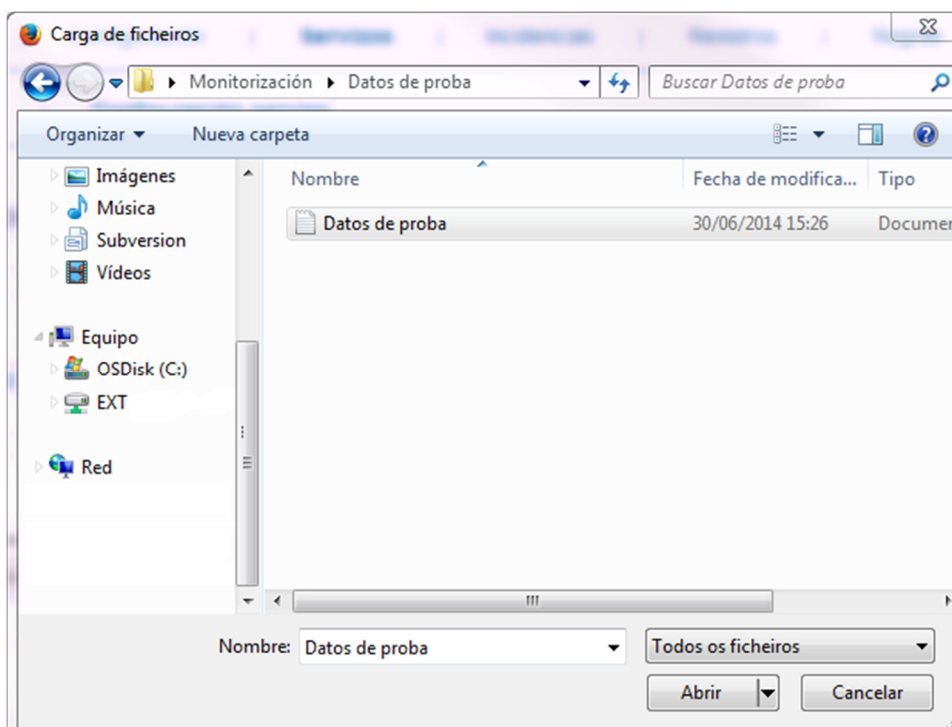 Carga de ficheiros
Servizos
Monitorización Datos de proba
Buscar Datos de proba
Organizar
Nueva carpeta
Imágenes
Música
Subversion
Vídeos
Equipo
OSDisk (C:)
EXT
Red
Nombre Fecha de modifica... Tipo
Datos de proba 30/06/2014 15:26 Documen
Nombre: Datos de proba
Todos os ficheiros
Abrir
Cancelar